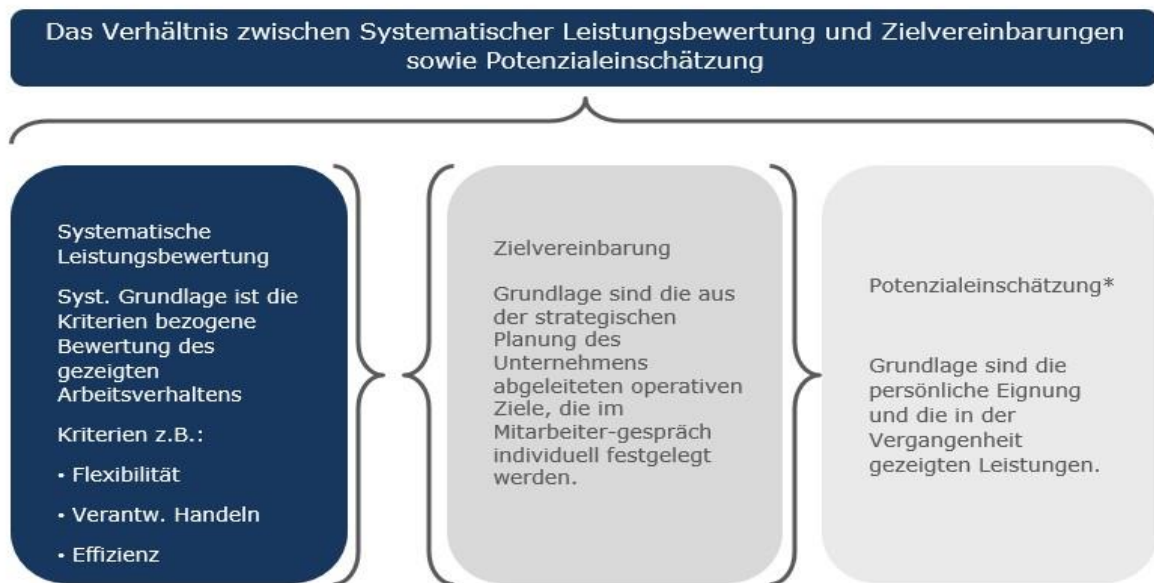 Das Verhältnis zwischen Systematischer Leistungsbewertung und Zielvereinbarungen
sowie Potenzialeinschätzung
Systematische
Leistungsbewertung
Syst. Grundlage ist die
Kriterien bezogene
Bewertung des
gezeigten
Arbeitsverhaltens
Kriterien z.B.:
• Flexibilität
• Verantw. Handeln
• Effizienz
Zielvereinbarung
Grundlage sind die aus
der strategischen
Planung des
Unternehmens
abgeleiteten operativen
Ziele, die im
Mitarbeiter-gespräch
individuell festgelegt
werden.
Potenzialeinschätzung*
Grundlage sind die
persönliche Eignung
und die in der
Vergangenheit
gezeigten Leistungen.